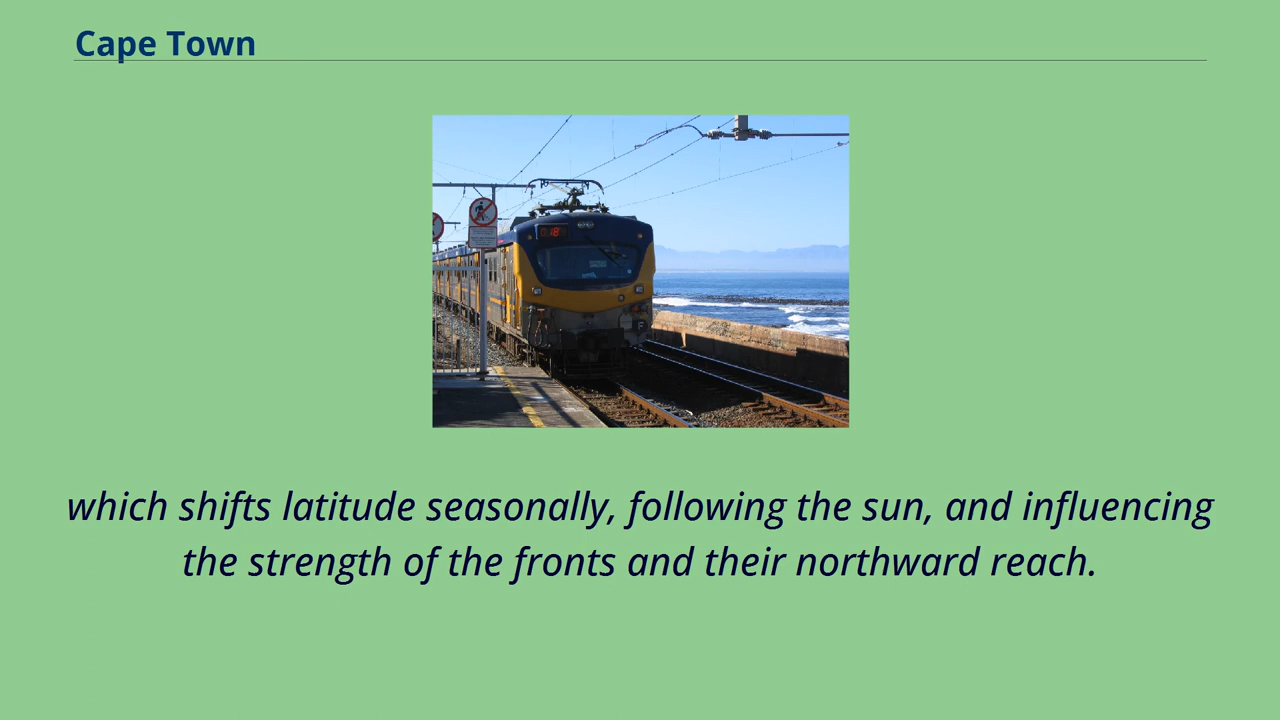 Cape Town
which shifts latitude seasonally, following the sun, and influencing
the strength of the fronts and their northward reach.